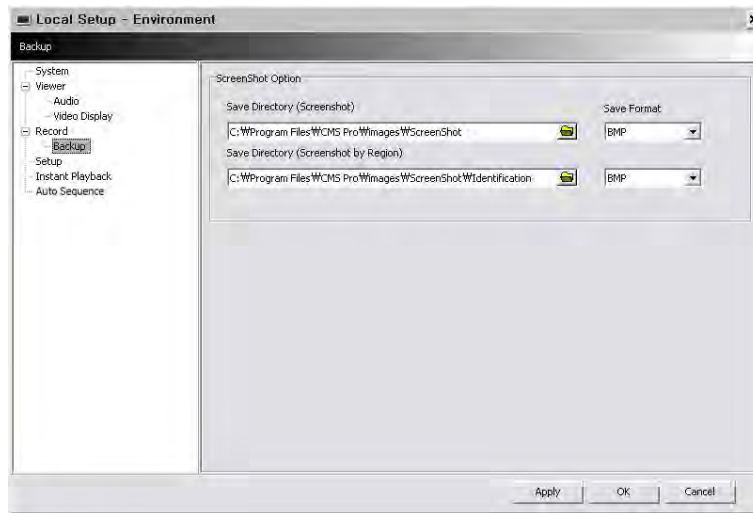 Local Setup - Environment
Backup
System
Viewer
Audio
Video Display
Record
Backup
Setup
Instant Playback
Auto Sequence
ScreenShot Option
Save Directory (Screenshot)
Save Format
C:₩Program Files₩CMS Pro₩images₩ScreenShot
BMP
Save Directory (Screenshot by Region)
C:₩Program Files₩CMS Pro₩images₩ScreenShot₩Identification
BMP
Apply
OK
Cancel